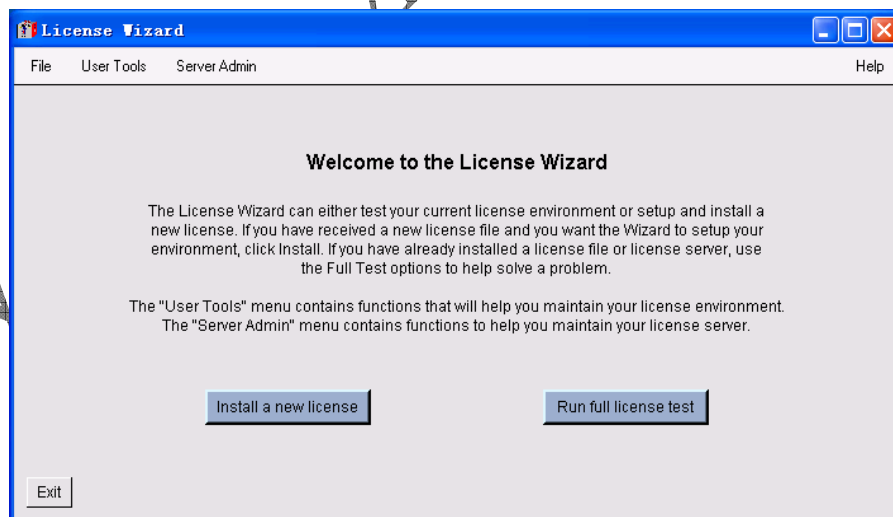 License Wizard
File User Tools Server Admin Help
Welcome to the License Wizard
The License Wizard can either test your current license environment or setup and install a
new license. If you have received a new license file and you want the Wizard to setup your
environment, click Install. If you have already installed a license file or license server, use
the Full Test options to help solve a problem.
The "User Tools" menu contains functions that will help you maintain your license environment.
The "Server Admin" menu contains functions to help you maintain your license server.
Install a new license Run full license test
Exit